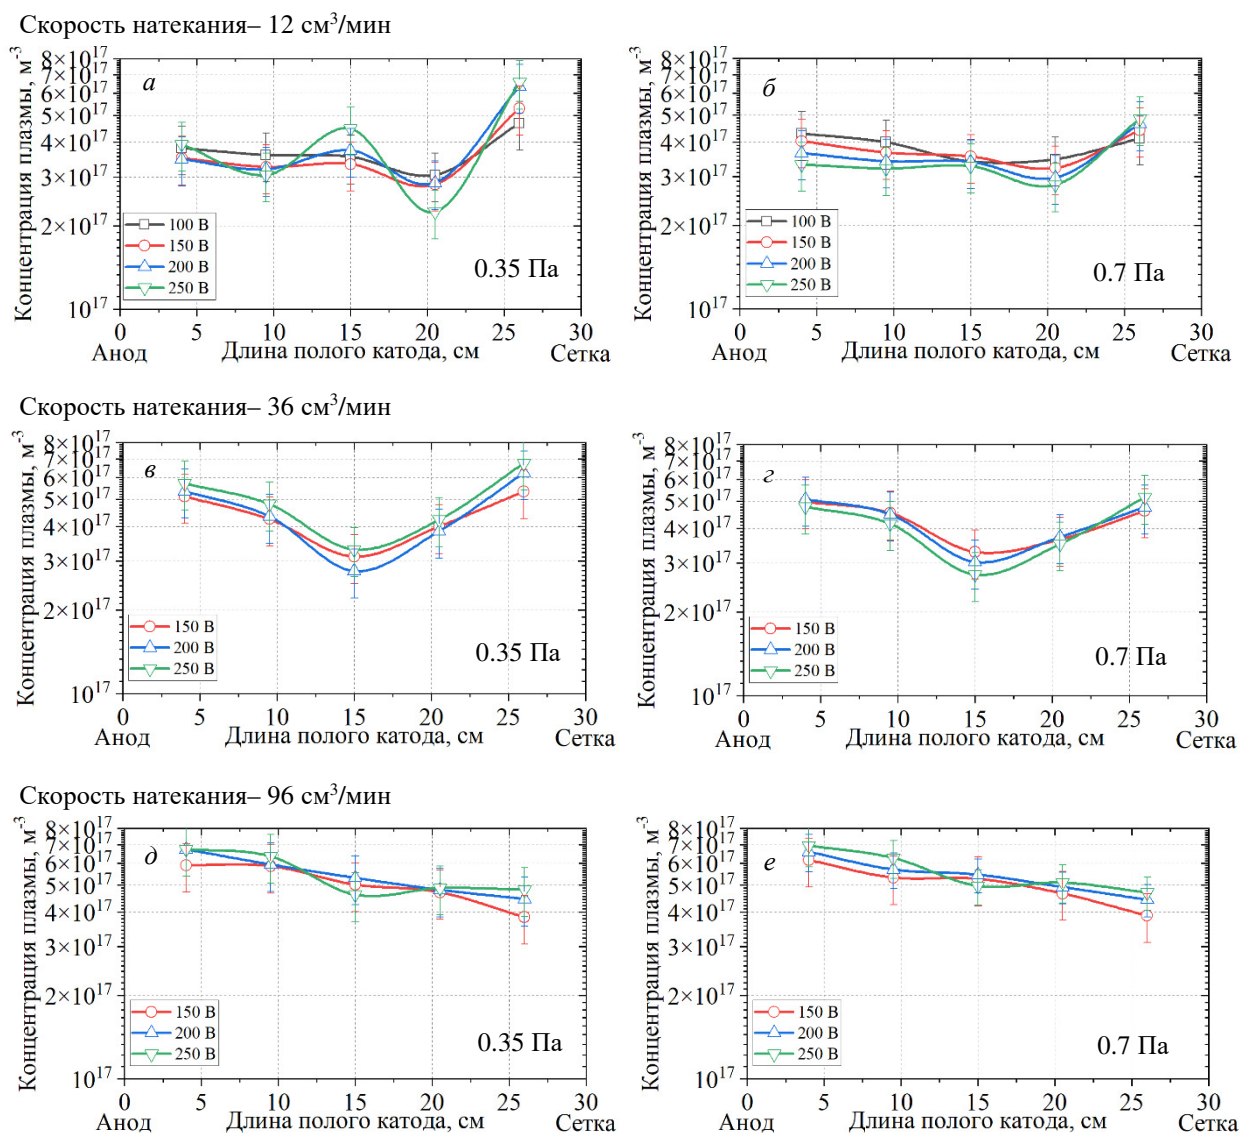 Скорость натекания– 12 см³/мин
Концентрация плазмы, м⁻³
8×10¹⁷
7×10¹⁷
6×10¹⁷
5×10¹⁷
4×10¹⁷
3×10¹⁷
2×10¹⁷
10¹⁷
а
100 В
150 В
200 В
250 В
0.35 Па
0 5 10 15 20 25 30
Анод Длина полого катода, см Сетка
Концентрация плазмы, м⁻³
8×10¹⁷
7×10¹⁷
6×10¹⁷
5×10¹⁷
4×10¹⁷
3×10¹⁷
2×10¹⁷
10¹⁷
б
100 В
150 В
200 В
250 В
0.7 Па
0 5 10 15 20 25 30
Анод Длина полого катода, см Сетка
Скорость натекания– 36 см³/мин
Концентрация плазмы, м⁻³
8×10¹⁷
7×10¹⁷
6×10¹⁷
5×10¹⁷
4×10¹⁷
3×10¹⁷
2×10¹⁷
10¹⁷
в
150 В
200 В
250 В
0.35 Па
0 5 10 15 20 25 30
Анод Длина полого катода, см Сетка
Концентрация плазмы, м⁻³
8×10¹⁷
7×10¹⁷
6×10¹⁷
5×10¹⁷
4×10¹⁷
3×10¹⁷
2×10¹⁷
10¹⁷
г
150 В
200 В
250 В
0.7 Па
0 5 10 15 20 25 30
Анод Длина полого катода, см Сетка
Скорость натекания– 96 см³/мин
Концентрация плазмы, м⁻³
8×10¹⁷
7×10¹⁷
6×10¹⁷
5×10¹⁷
4×10¹⁷
3×10¹⁷
2×10¹⁷
10¹⁷
д
150 В
200 В
250 В
0.35 Па
0 5 10 15 20 25 30
Анод Длина полого катода, см Сетка
Концентрация плазмы, м⁻³
8×10¹⁷
7×10¹⁷
6×10¹⁷
5×10¹⁷
4×10¹⁷
3×10¹⁷
2×10¹⁷
10¹⁷
е
150 В
200 В
250 В
0.7 Па
0 5 10 15 20 25 30
Анод Длина полого катода, см Сетка